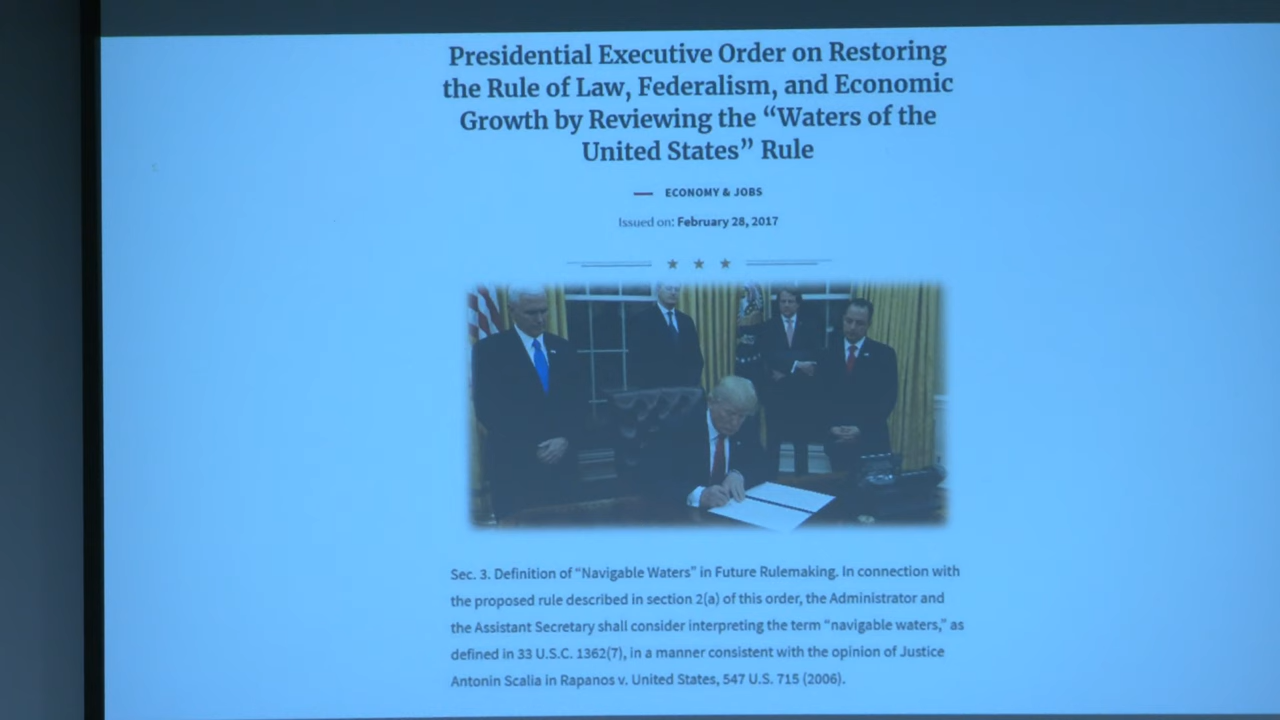 Presidential Executive Order on Restoring
the Rule of Law, Federalism, and Economic
Growth by Reviewing the “Waters of the
United States” Rule
ECONOMY & JOBS
Issued on: February 28, 2017
Sec. 3. Definition of “Navigable Waters” in Future Rulemaking. In connection with
the proposed rule described in section 2(a) of this order, the Administrator and
the Assistant Secretary shall consider interpreting the term “navigable waters,” as
defined in 33 U.S.C. 1362(7), in a manner consistent with the opinion of Justice
Antonin Scalia in Rapanos v. United States, 547 U.S. 715 (2006).